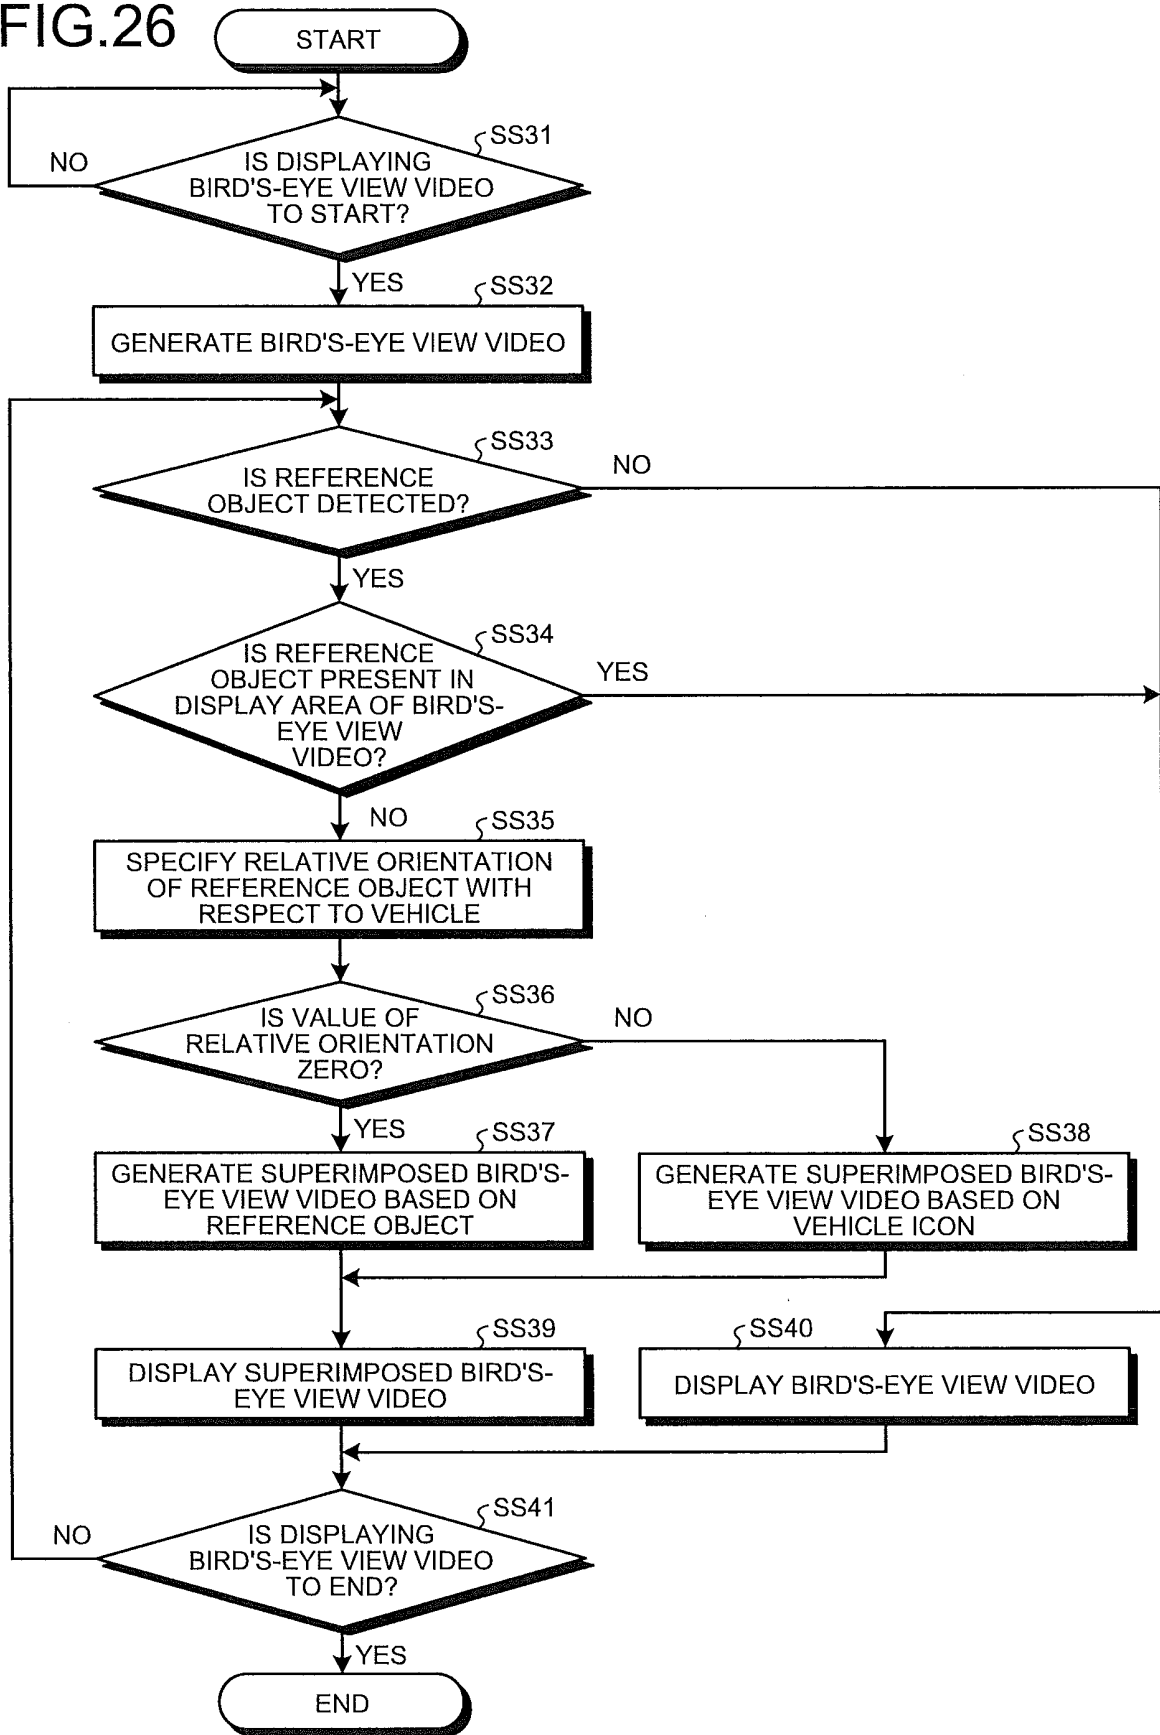 FIG.26
START
SS31
NO
IS DISPLAYING
BIRD'S-EYE VIEW VIDEO
TO START?
YES
SS32
GENERATE BIRD'S-EYE VIEW VIDEO
SS33
NO
IS REFERENCE
OBJECT DETECTED?
YES
SS34
IS REFERENCE
OBJECT PRESENT IN
DISPLAY AREA OF BIRD'S-
EYE VIEW
VIDEO?
YES
NO
SS35
SPECIFY RELATIVE ORIENTATION
OF REFERENCE OBJECT WITH
RESPECT TO VEHICLE
SS36
NO
IS VALUE OF
RELATIVE ORIENTATION
ZERO?
YES
SS37
GENERATE SUPERIMPOSED BIRD'S-
EYE VIEW VIDEO BASED ON
REFERENCE OBJECT
SS38
GENERATE SUPERIMPOSED BIRD'S-
EYE VIEW VIDEO BASED ON
VEHICLE ICON
SS39
DISPLAY SUPERIMPOSED BIRD'S-
EYE VIEW VIDEO
SS40
DISPLAY BIRD'S-EYE VIEW VIDEO
SS41
NO
IS DISPLAYING
BIRD'S-EYE VIEW VIDEO
TO END?
YES
END